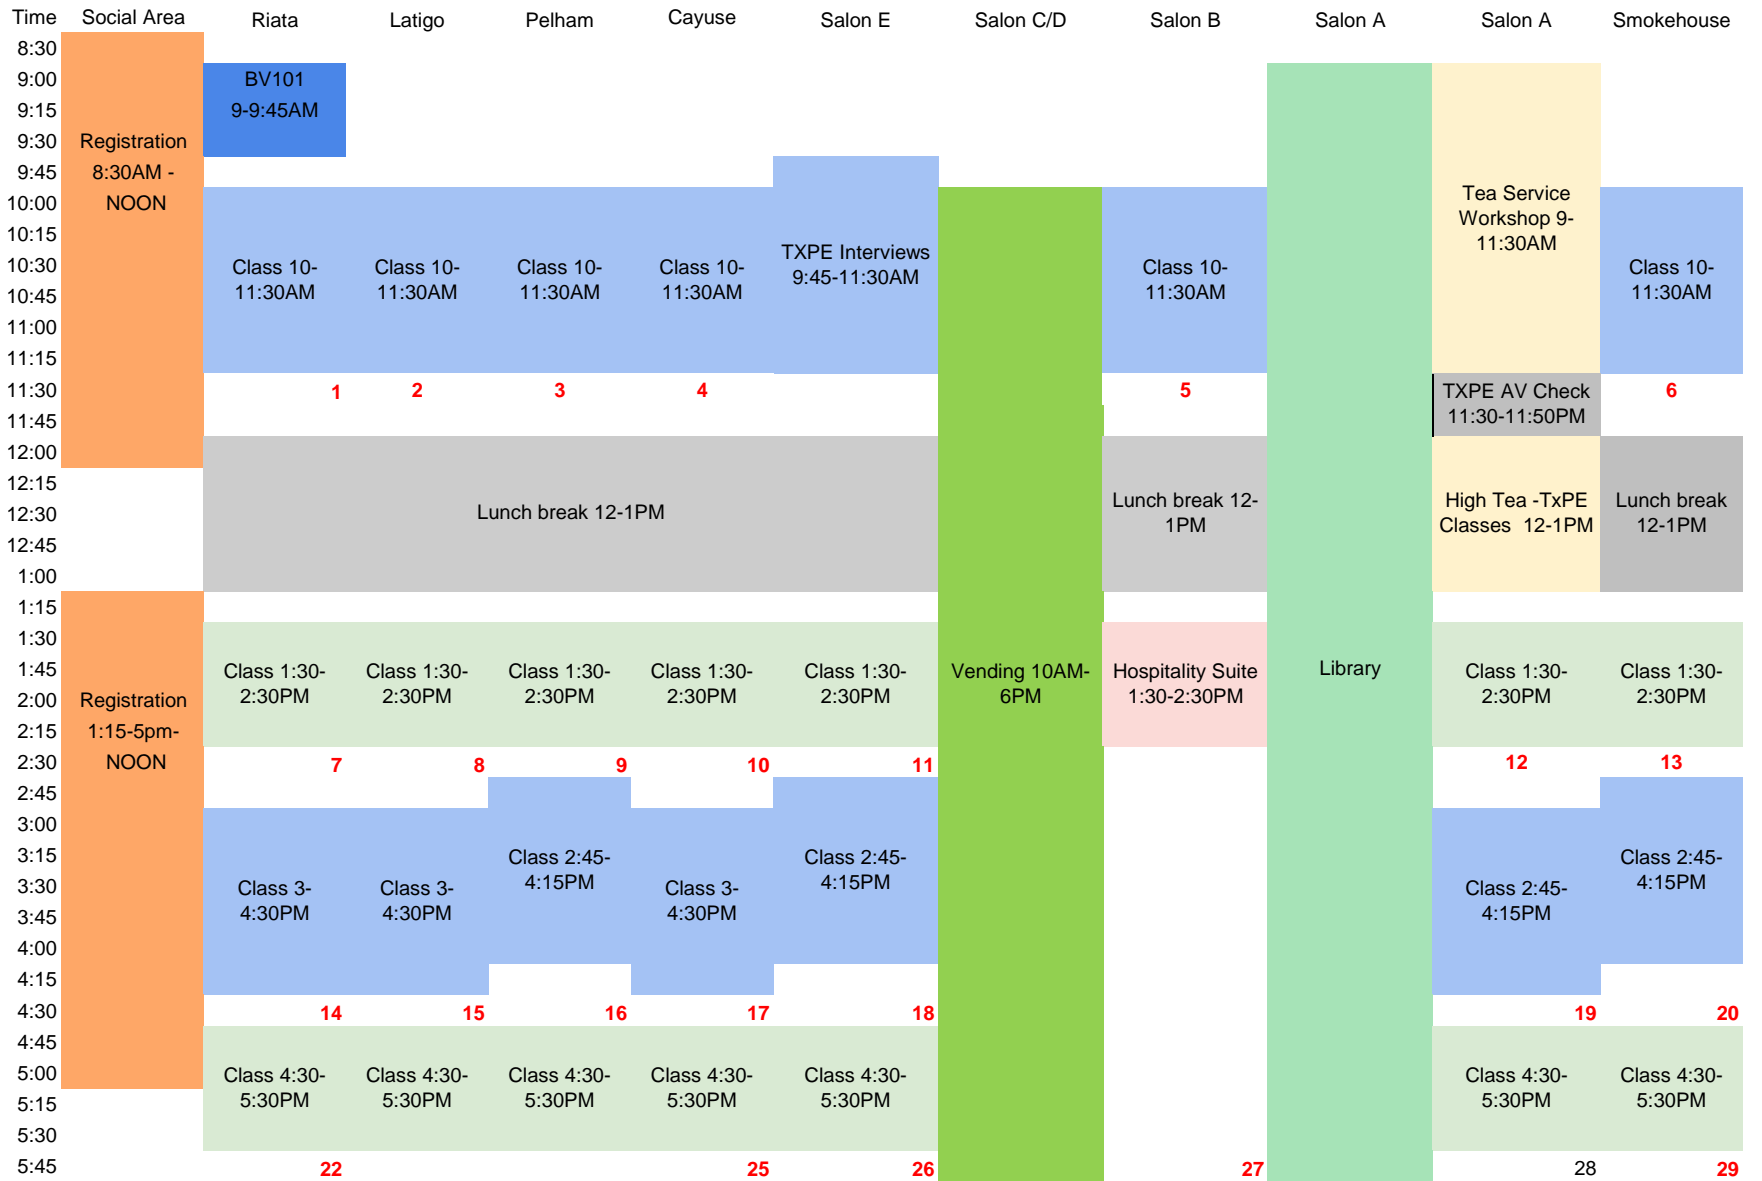 Time Social Area Riata Latigo Pelham Cayuse Salon E Salon C/D Salon B Salon A Salon A Smokehouse
8:30
9:00 BV101
9:15 9-9:45AM
9:30 Registration
9:45 8:30AM -
10:00 NOON Tea Service
10:15 Workshop 9-
11:30AM
TXPE Interviews
10:30 Class 10- Class 10- Class 10- Class 10- 9:45-11:30AM Class 10- Class 10-
10:45 11:30AM 11:30AM 11:30AM 11:30AM 11:30AM 11:30AM
11:00
11:15
11:30 1 2 3 4 5 TXPE AV Check 6
11:45 11:30-11:50PM
12:00
12:15
12:30 Lunch break 12-1PM Lunch break 12- High Tea -TxPE Lunch break
1PM Classes 12-1PM 12-1PM
12:45
1:00
1:15
1:30
1:45 Class 1:30- Class 1:30- Class 1:30- Class 1:30- Class 1:30- Vending 10AM- Hospitality Suite Library Class 1:30- Class 1:30-
2:00 Registration 2:30PM 2:30PM 2:30PM 2:30PM 2:30PM 6PM 1:30-2:30PM 2:30PM 2:30PM
2:15 1:15-5pm-
2:30 NOON 7 8 9 10 11 12 13
2:45
3:00
3:15 Class 2:45- Class 2:45- Class 2:45-
4:15PM 4:15PM 4:15PM
3:30 Class 3- Class 3- Class 3- Class 2:45-
3:45 4:30PM 4:30PM 4:30PM 4:15PM
4:00
4:15
4:30 14 15 16 17 18 19 20
4:45
5:00 Class 4:30- Class 4:30- Class 4:30- Class 4:30- Class 4:30- Class 4:30- Class 4:30-
5:15 5:30PM 5:30PM 5:30PM 5:30PM 5:30PM 5:30PM 5:30PM
5:30
5:45 22 25 26 27 28 29